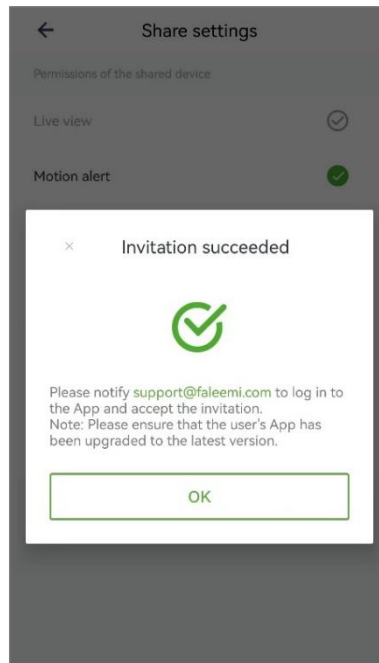 Share settings
Permissions of the shared device
Live view
Motion alert
Invitation succeeded
Please notify support@faleemi.com to log in to
the App and accept the invitation.
Note: Please ensure that the user's App has
been upgraded to the latest version.
OK